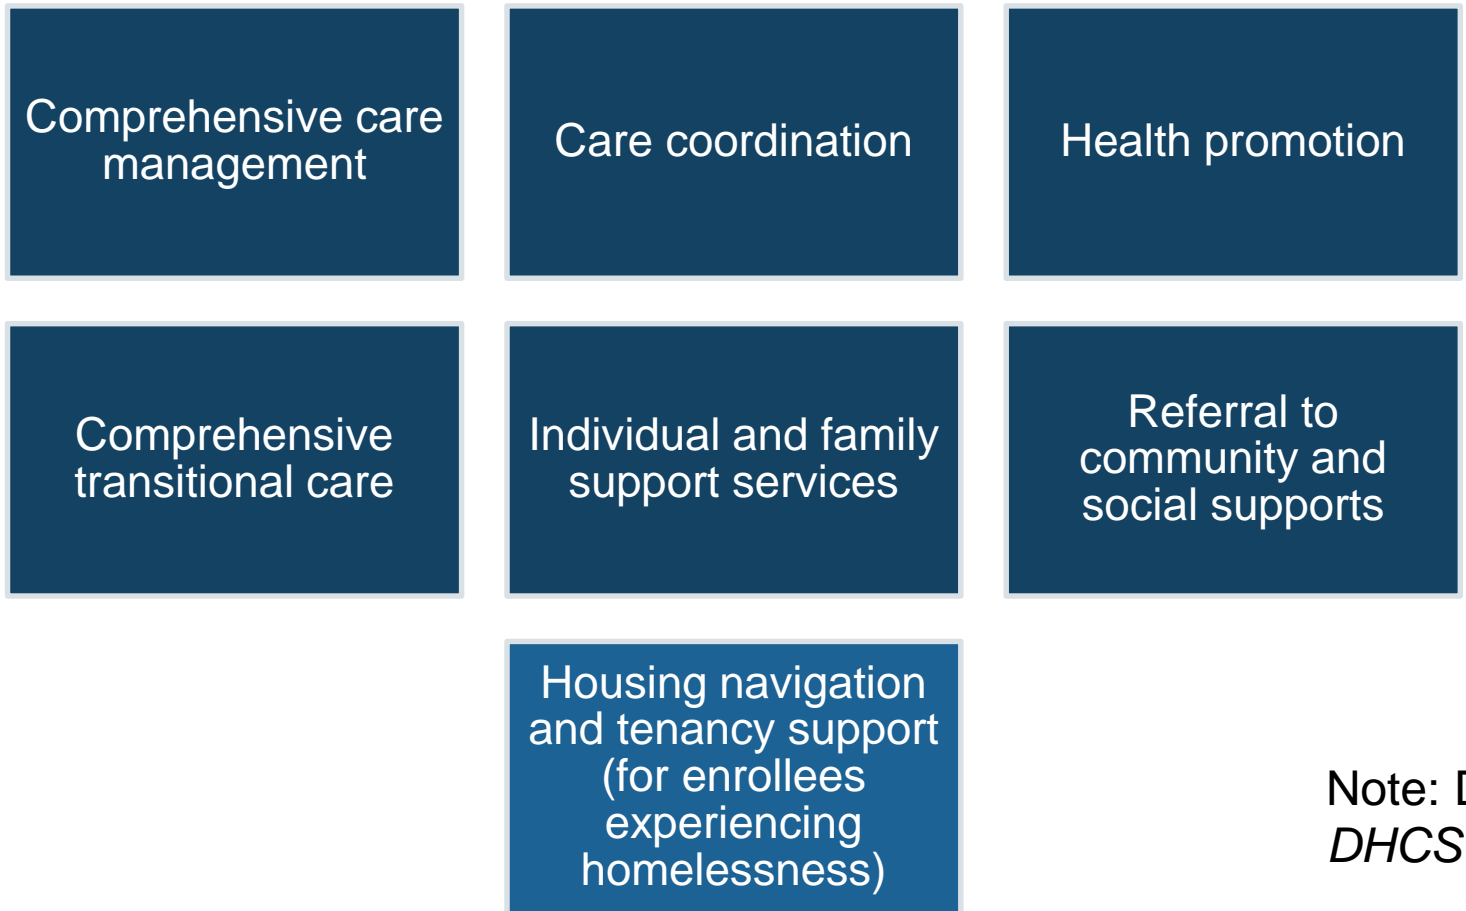 Comprehensive care
management
Care coordination
Health promotion
Comprehensive
transitional care
Individual and family
support services
Referral to
community and
social supports
Housing navigation
and tenancy support
(for enrollees
experiencing
homelessness)
Note:
DHCS